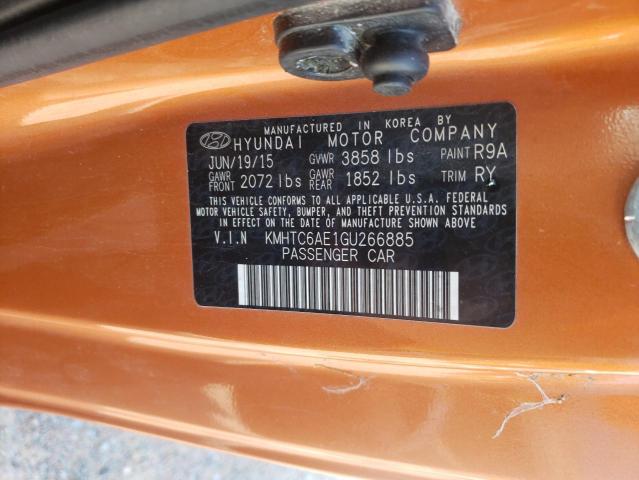 MANUFACTURED IN KOREA BY
HYUNDAI MOTOR COMPANY
JUN/19/15 GVWR 3858 lbs PAINT R9A
GAWR FRONT 2072 lbs GAWR REAR 1852 lbs TRIM RY
THIS VEHICLE CONFORMS TO ALL APPLICABLE U.S.A. FEDERAL
MOTOR VEHICLE SAFETY, BUMPER, AND THEFT PREVENTION STANDARDS
IN EFFECT ON THE DATE OF MANUFACTURE SHOWN ABOVE.
V.I.N KMHTC6AE1GU266885
PASSENGER CAR